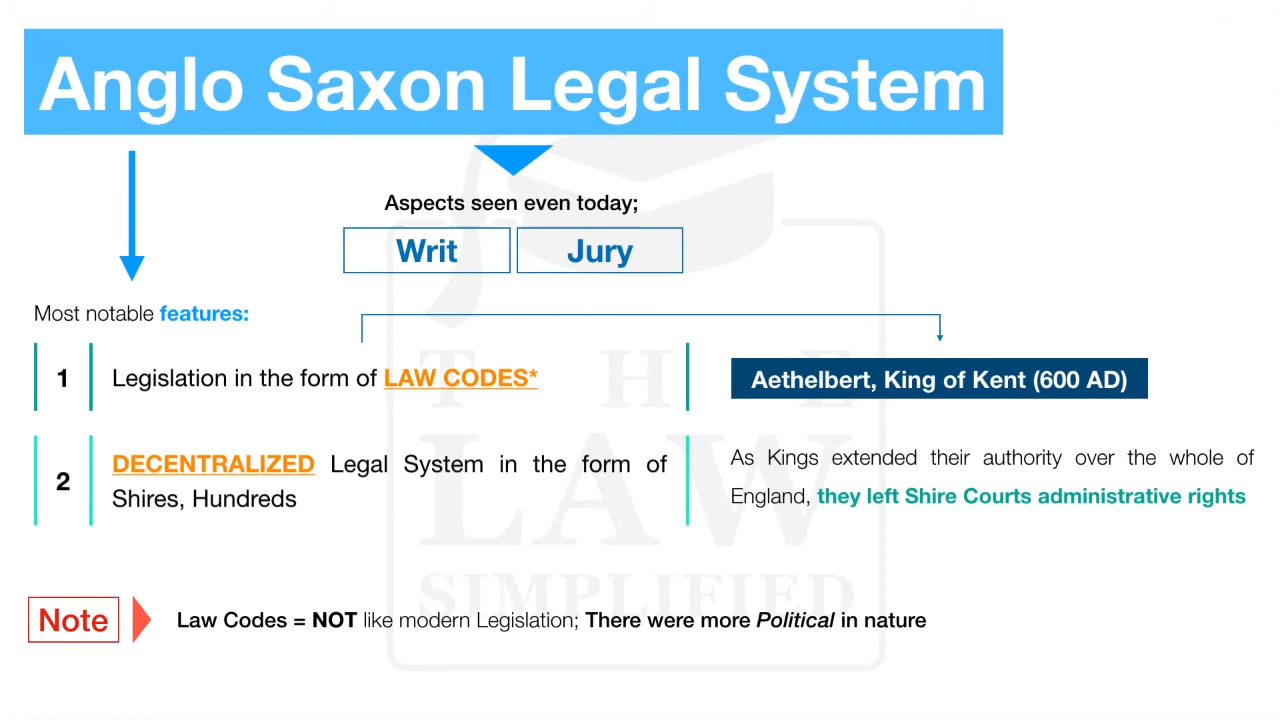 Anglo Saxon Legal System
Aspects seen even today;
Writ
Jury
Most notable features:
1
Legislation in the form of LAW CODES*
Aethelbert, King of Kent (600 AD)
2
DECENTRALIZED Legal System in the form of
Shires, Hundreds
As Kings extended their authority over the whole of
England, they left Shire Courts administrative rights
Note
Law Codes = NOT like modern Legislation; There were more Political in nature
THE
LAW
SIMPLIFIED